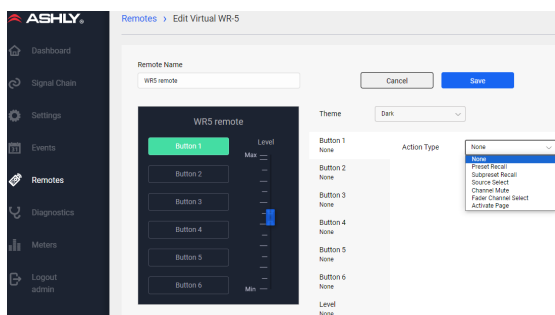 ASHLY®
Remotes > Edit Virtual WR-5
Dashboard
Signal Chain
Settings
Events
Remotes
Diagnostics
Meters
Logout
admin
Remote Name
WR5 remote
Cancel
Save
WR5 remote
Level
Max
Button 1
Button 2
Button 3
Button 4
Button 5
Button 6
Min
Theme
Dark
Button 1
None
Button 2
None
Button 3
None
Button 4
None
Button 5
None
Button 6
None
Level
None
Action Type
None
None
Preset Recall
Subpreset Recall
Source Select
Channel Mute
Fader Channel Select
Activate Page